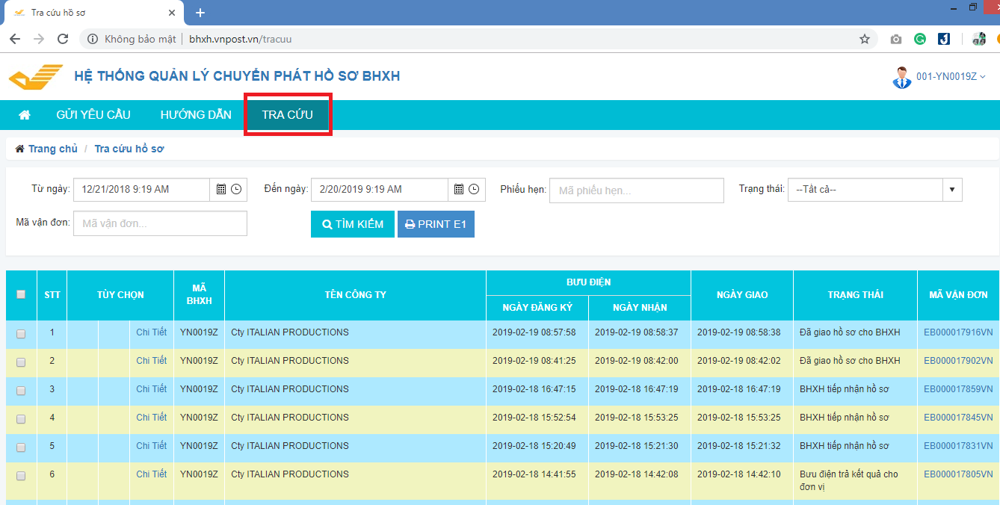 Tra cứu hồ sơ
Không bảo mật | bhxh.vnpost.vn/tracuu
HỆ THỐNG QUẢN LÝ CHUYỂN PHÁT HỒ SƠ BHXH
001-YN0019Z
GỬI YÊU CẦU HƯỚNG DẪN TRA CỨU
Trang chủ / Tra cứu hồ sơ
Từ ngày: 12/21/2018 9:19 AM Đến ngày: 2/20/2019 9:19 AM Phiếu hẹn: Mã phiếu hẹn... Trạng thái: --Tất cả--
Mã vận đơn: Mã vận đơn... TÌM KIẾM PRINT E1
STT TÙY CHỌN MÃ BHXH TÊN CÔNG TY BƯU ĐIỆN NGÀY GIAO TRẠNG THÁI MÃ VẬN ĐƠN
NGÀY ĐĂNG KÝ NGÀY NHẬN
1 Chi Tiết YN0019Z Cty ITALIAN PRODUCTIONS 2019-02-19 08:57:58 2019-02-19 08:58:37 2019-02-19 08:58:38 Đã giao hồ sơ cho BHXH EB000017916VN
2 Chi Tiết YN0019Z Cty ITALIAN PRODUCTIONS 2019-02-19 08:41:25 2019-02-19 08:42:00 2019-02-19 08:42:02 Đã giao hồ sơ cho BHXH EB000017902VN
3 Chi Tiết YN0019Z Cty ITALIAN PRODUCTIONS 2019-02-18 16:47:15 2019-02-18 16:47:19 2019-02-18 16:47:19 BHXH tiếp nhận hồ sơ EB000017859VN
4 Chi Tiết YN0019Z Cty ITALIAN PRODUCTIONS 2019-02-18 15:52:54 2019-02-18 15:53:25 2019-02-18 15:53:25 BHXH tiếp nhận hồ sơ EB000017845VN
5 Chi Tiết YN0019Z Cty ITALIAN PRODUCTIONS 2019-02-18 15:20:49 2019-02-18 15:21:30 2019-02-18 15:21:32 BHXH tiếp nhận hồ sơ EB000017831VN
6 Chi Tiết YN0019Z Cty ITALIAN PRODUCTIONS 2019-02-18 14:41:55 2019-02-18 14:42:08 2019-02-18 14:42:10 Bưu điện trả kết quả cho đơn vị EB000017805VN